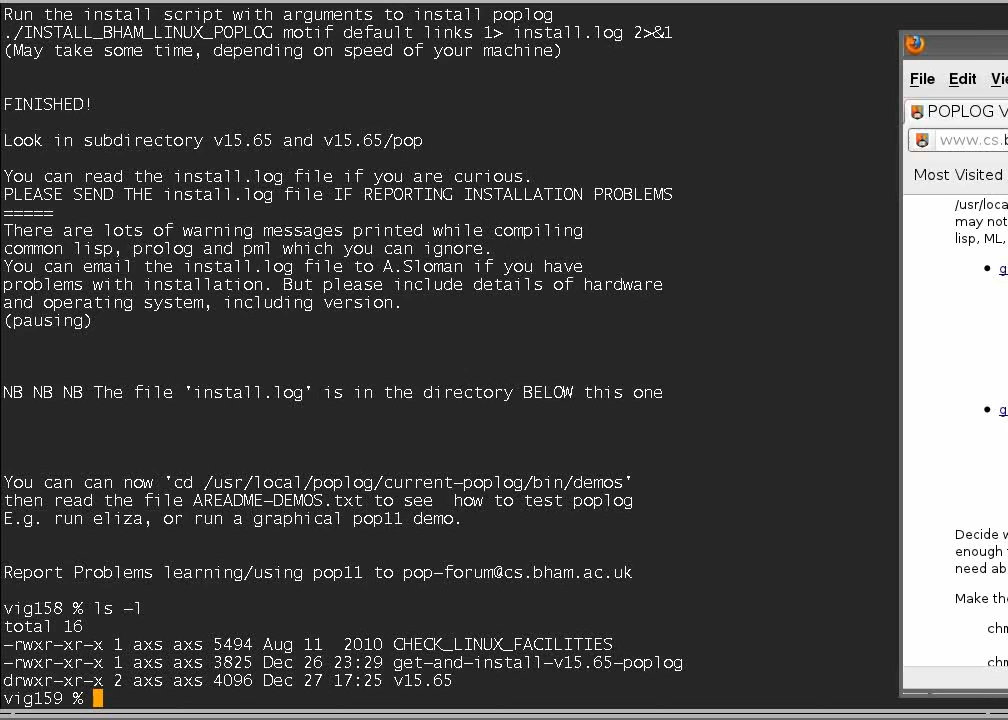 Run the install script with arguments to install poplog
./INSTALL_BHAM_LINUX_POPLOG motif default links 1> install.log 2>&1
(May take some time, depending on speed of your machine)
FINISHED!
Look in subdirectory v15.65 and v15.65/pop
You can read the install.log file if you are curious.
PLEASE SEND THE install.log file IF REPORTING INSTALLATION PROBLEMS
=====
There are lots of warning messages printed while compiling
common lisp, prolog and pml which you can ignore.
You can email the install.log file to A.Sloman if you have
problems with installation. But please include details of hardware
and operating system, including version.
(pausing)
NB NB NB The file 'install.log' is in the directory BELOW this one
You can can now 'cd /usr/local/poplog/current-poplog/bin/demos'
then read the file AREADME-DEMOS.txt to see  how to test poplog
E.g. run eliza, or run a graphical pop11 demo.
Report Problems learning/using pop11 to pop-forum@cs.bham.ac.uk
vig158 % ls -l
total 16
-rwxr-xr-x 1 axs axs 5494 Aug 11  2010 CHECK_LINUX_FACILITIES
-rwxr-xr-x 1 axs axs 3825 Dec 26 23:29 get-and-install-v15.65-poplog
drwxr-xr-x 2 axs axs 4096 Dec 27 17:25 v15.65
vig159 %
File Edit Vi
POPLOG V
www.cs.b
Most Visited
/usr/loca
may not
lisp, ML,
g
g
Decide w
enough
need ab
Make the
chm
chm